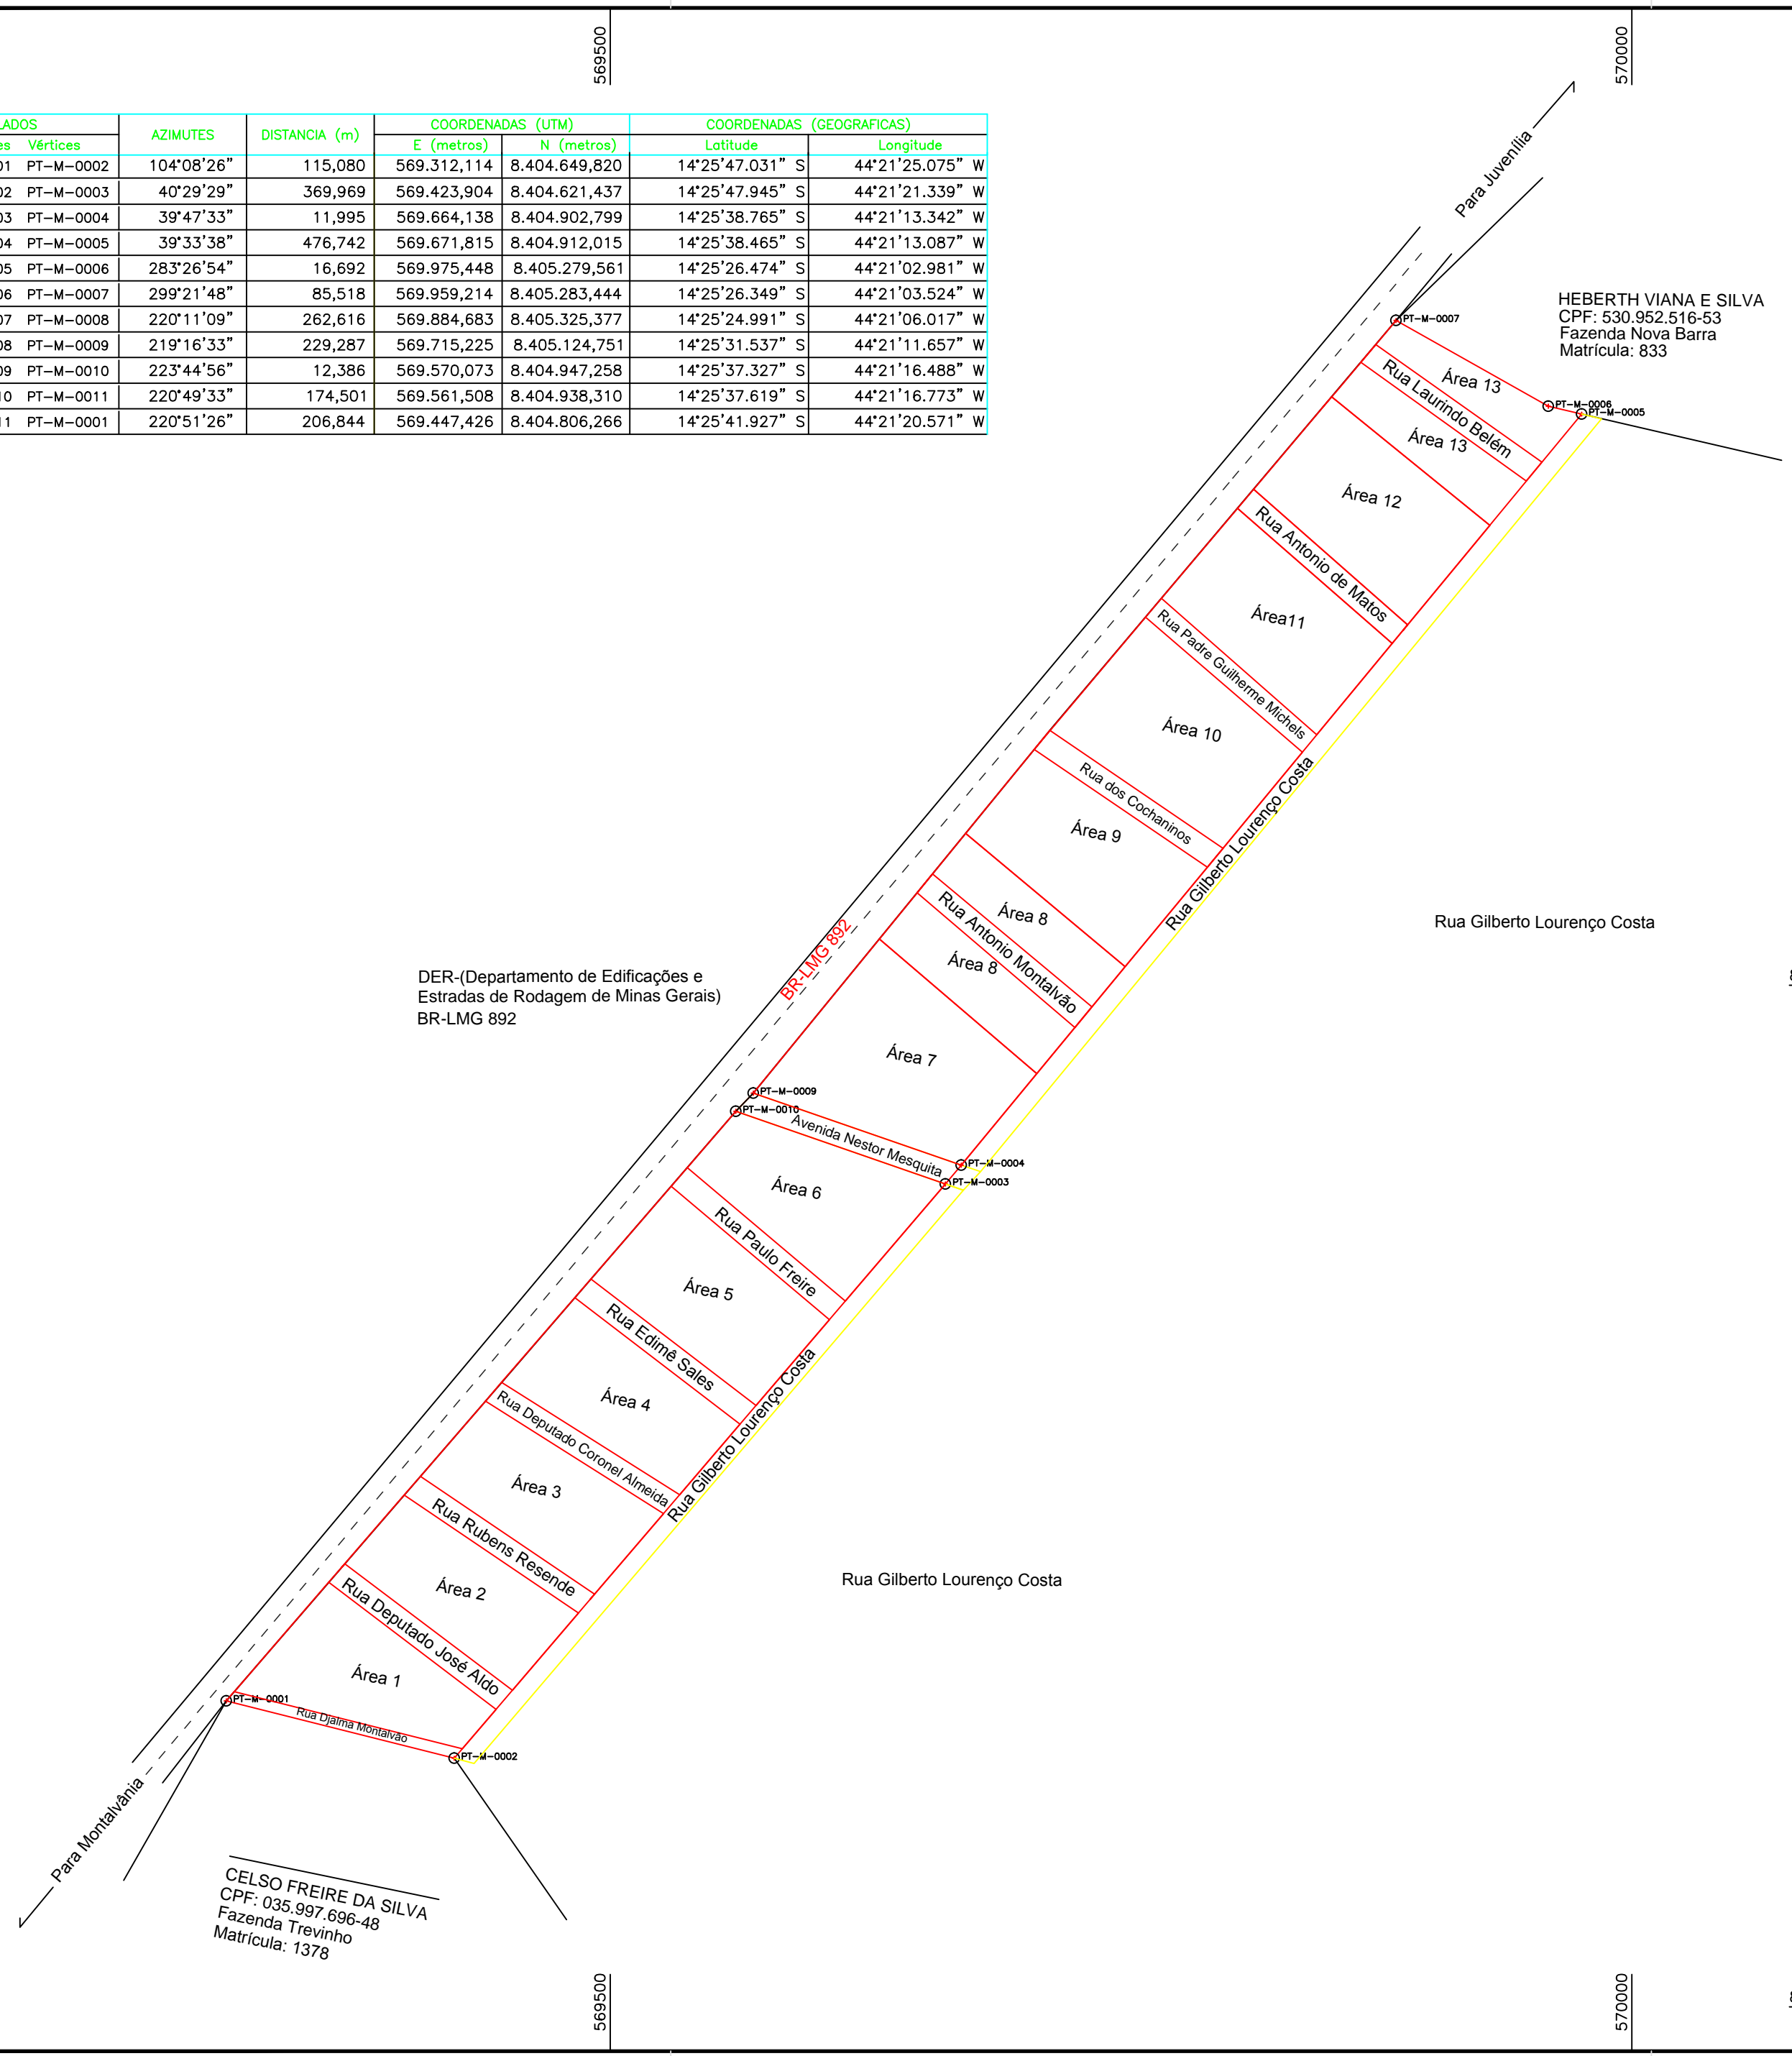 569500
570000
LADOS
AZIMUTES
DISTANCIA (m)
COORDENADAS (UTM)
COORDENADAS (GEOGRAFICAS)
es Vértices
E (metros)
N (metros)
Latitude
Longitude
01 PT-M-0002 104°08'26" 115,080 569.312,114 8.404.649,820 14°25'47.031" S 44°21'25.075" W
02 PT-M-0003 40°29'29" 369,969 569.423,904 8.404.621,437 14°25'47.945" S 44°21'21.339" W
03 PT-M-0004 39°47'33" 11,995 569.664,138 8.404.902,799 14°25'38.765" S 44°21'13.342" W
04 PT-M-0005 39°33'38" 476,742 569.671,815 8.404.912,015 14°25'38.465" S 44°21'13.087" W
05 PT-M-0006 283°26'54" 16,692 569.975,448 8.405.279,561 14°25'26.474" S 44°21'02.981" W
06 PT-M-0007 299°21'48" 85,518 569.959,214 8.405.283,444 14°25'26.349" S 44°21'03.524" W
07 PT-M-0008 220°11'09" 262,616 569.884,683 8.405.325,377 14°25'24.991" S 44°21'06.017" W
08 PT-M-0009 219°16'33" 229,287 569.715,225 8.405.124,751 14°25'31.537" S 44°21'11.657" W
09 PT-M-0010 223°44'56" 12,386 569.570,073 8.404.947,258 14°25'37.327" S 44°21'16.488" W
10 PT-M-0011 220°49'33" 174,501 569.561,508 8.404.938,310 14°25'37.619" S 44°21'16.773" W
11 PT-M-0001 220°51'26" 206,844 569.447,426 8.404.806,266 14°25'41.927" S 44°21'20.571" W
Para Juvenília
HEBERTH VIANA E SILVA
CPF: 530.952.516-53
Fazenda Nova Barra
Matrícula: 833
PT-M-0007
Área 13
PT-M-0006
PT-M-0005
Rua Laurindo Belém
Área 13
Área 12
Rua Antonio de Matos
Área11
Rua Padre Guilherme Michels
Área 10
Rua dos Cochaninos
Área 9
Rua Gilberto Lourenço Costa
Rua Gilberto Lourenço Costa
Área 8
Rua Antonio Montalvão
Área 8
BR-LMG 892
DER-(Departamento de Edificações e
Estradas de Rodagem de Minas Gerais)
BR-LMG 892
Área 7
PT-M-0009
PT-M-0010
Avenida Nestor Mesquita
PT-M-0004
PT-M-0003
Área 6
Rua Paulo Freire
Área 5
Rua Edimê Sales
Área 4
Rua Gilberto Lourenço Costa
Rua Deputado Coronel Almeida
Área 3
Rua Rubens Resende
Área 2
Rua Gilberto Lourenço Costa
Rua Deputado José Aldo
Área 1
PT-M-0001
Rua Djalma Montalvão
PT-M-0002
Para Montalvânia
CELSO FREIRE DA SILVA
CPF: 035.997.696-48
Fazenda Trevinho
Matrícula: 1378
569500
570000